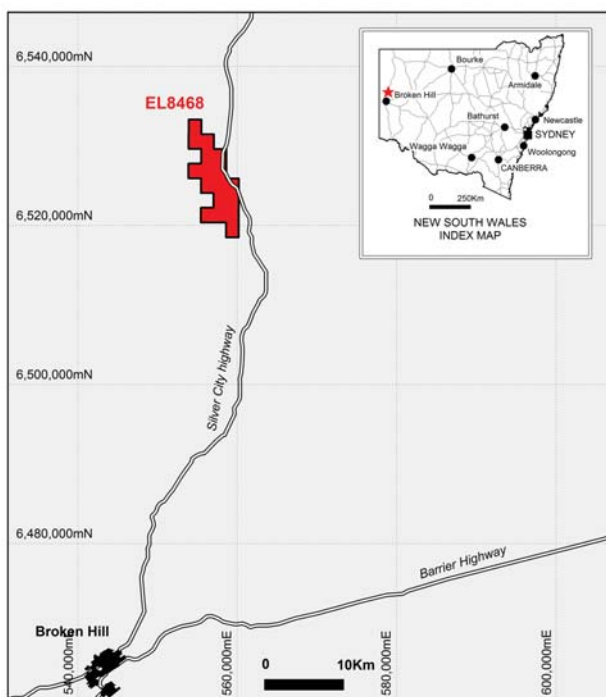 6,540,000mN
EL8468
6,520,000mN
6,500,000mN
Silver City highway
6,480,000mN
Barrier Highway
Broken Hill
540,000mE
560,000mE
580,000mE
600,000mE
0 10Km
Bourke
Armidale
Broken Hill
Bathurst
Newcastle
SYDNEY
Wagga Wagga
Woolongong
CANBERRA
0 250Km
NEW SOUTH WALES
INDEX MAP